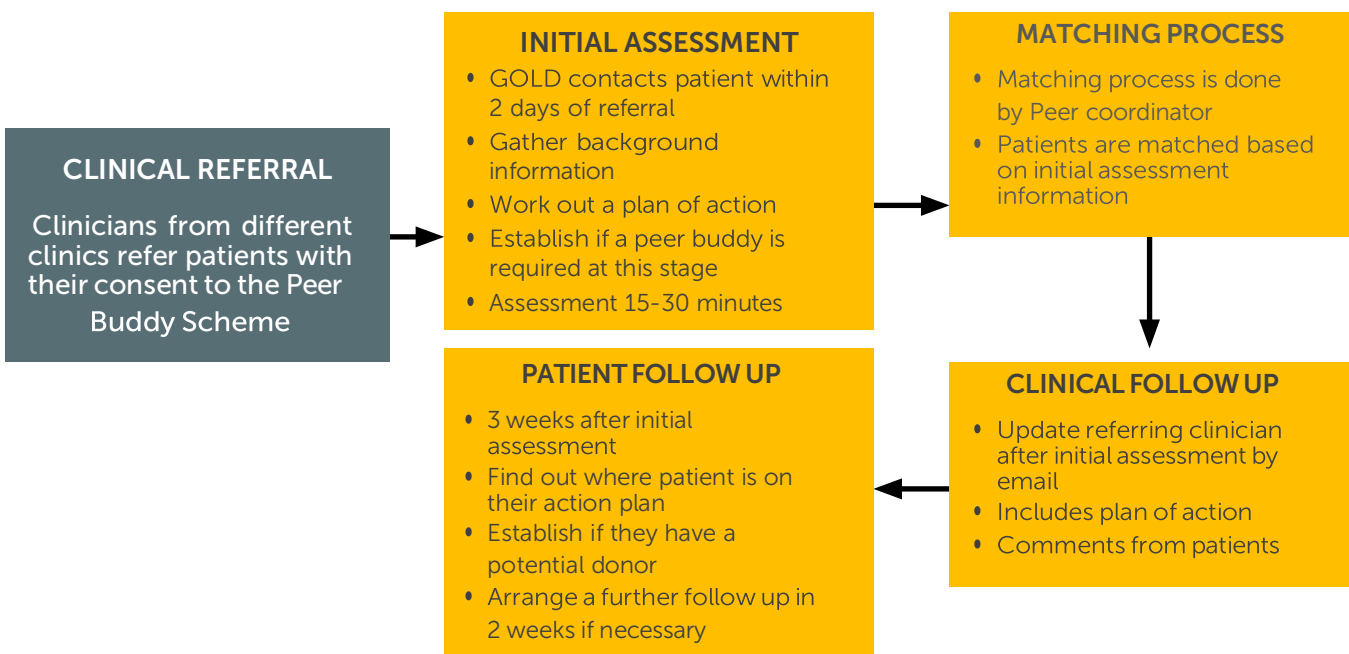 CLINICAL REFERRAL
Clinicians from different
clinics refer patients with
their consent to the Peer
Buddy Scheme
INITIAL ASSESSMENT
• GOLD contacts patient within
2 days of referral
• Gather background
information
• Work out a plan of action
• Establish if a peer buddy is
required at this stage
• Assessment 15-30 minutes
MATCHING PROCESS
• Matching process is done
by Peer coordinator
• Patients are matched based
on initial assessment
information
CLINICAL FOLLOW UP
• Update referring clinician
after initial assessment by
email
• Includes plan of action
• Comments from patients
PATIENT FOLLOW UP
• 3 weeks after initial
assessment
• Find out where patient is on
their action plan
• Establish if they have a
potential donor
• Arrange a further follow up in
2 weeks if necessary